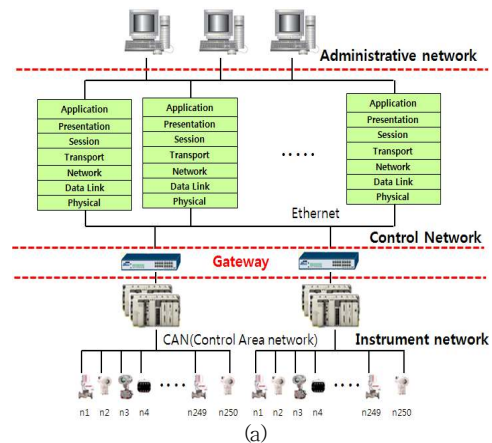 Administrative network
Application Application Application
Presentation Presentation Presentation
Session Session Session
Transport Transport Transport
Network Network Network
Data Link Data Link Data Link
Physical Physical Physical
Ethernet
Control Network
Gateway
CAN(Control Area network) Instrument network
n1 n2 n3 n4 n249 n250 n1 n2 n3 n4 n249 n250
(a)